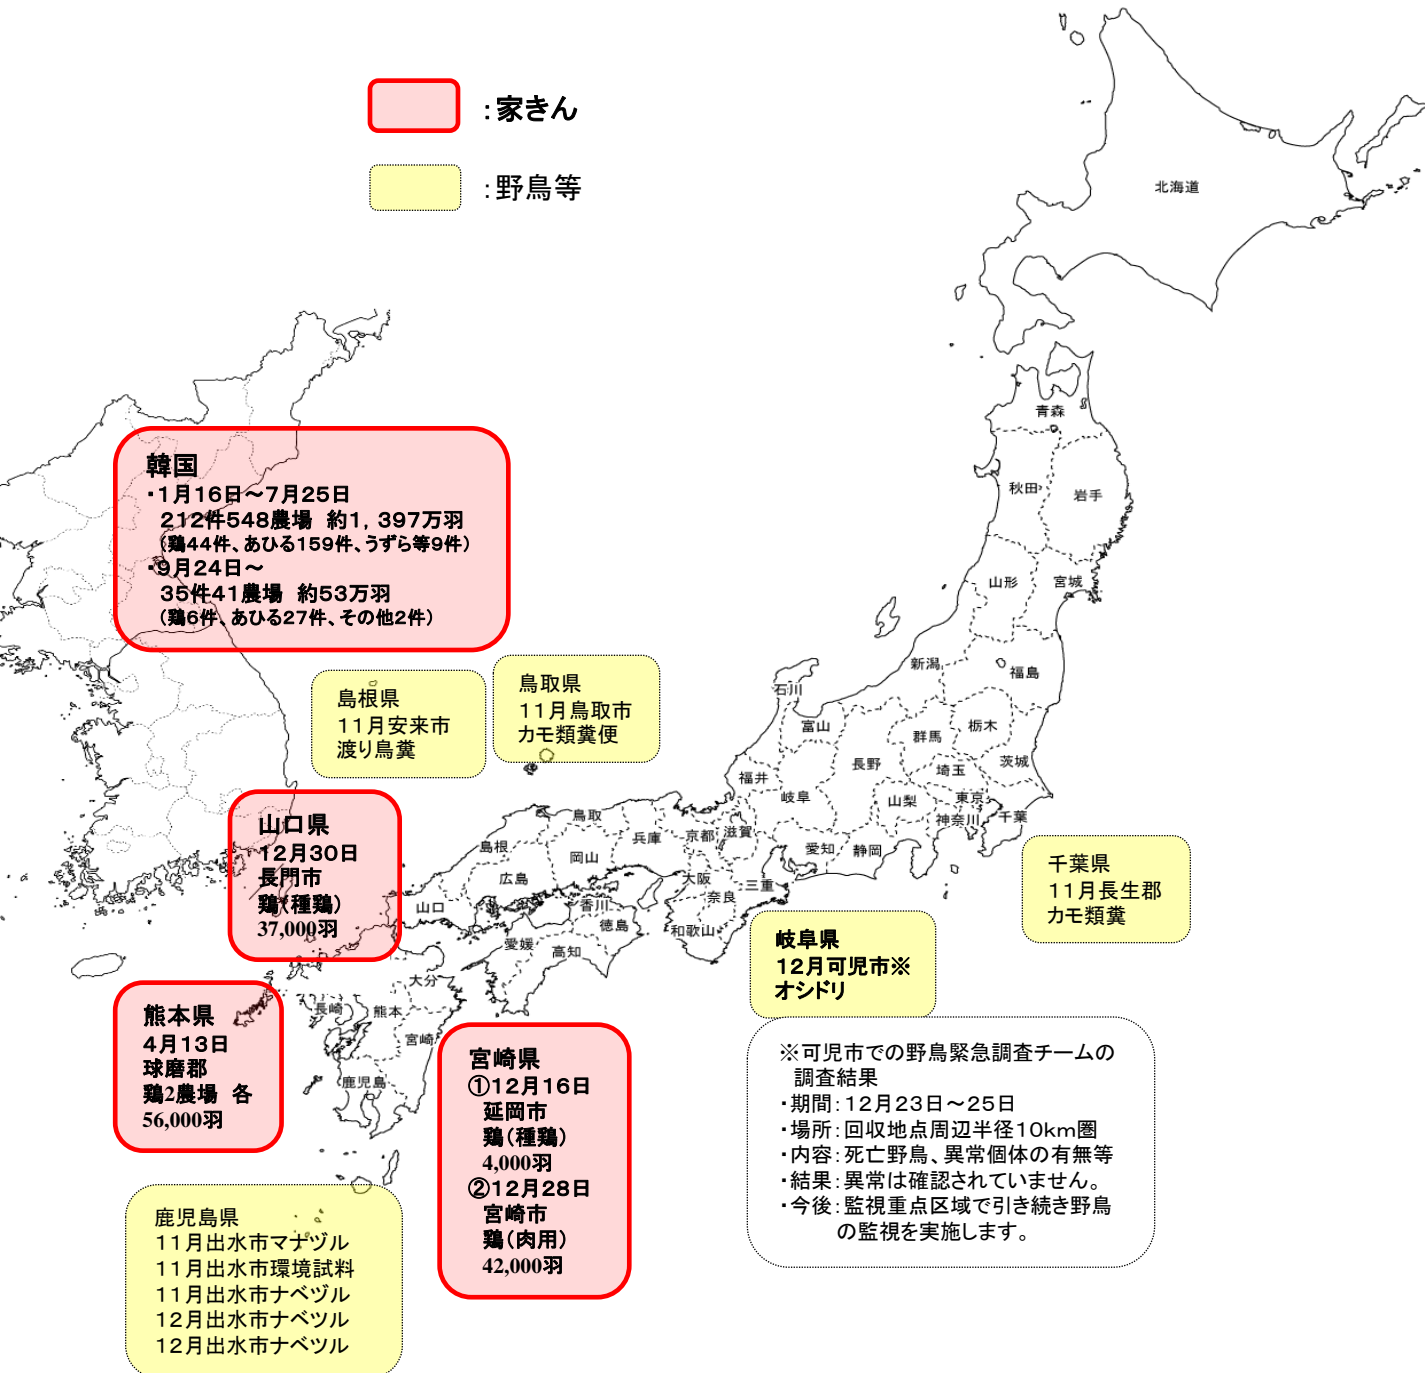 ：家きん
：野鳥等
北海道
青森
秋田
岩手
山形
宮城
新潟
福島
石川
富山
群馬
栃木
長野
埼玉
茨城
福井
岐阜
山梨
東京
神奈川
千葉
愛知
静岡
鳥取
兵庫
京都
滋賀
島根
岡山
広島
大阪
三重
奈良
山口
香川
徳島
和歌山
愛媛
高知
大分
長崎
熊本
宮崎
鹿児島
韓国
・1月16日～7月25日
212件548農場 約1，397万羽
（鶏44件、あひる159件、うずら等9件）
・9月24日～
35件41農場 約53万羽
（鶏6件、あひる27件、その他2件）
島根県
11月安来市
渡り鳥糞
鳥取県
11月鳥取市
カモ類糞便
山口県
12月30日
長門市
鶏（種鶏）
37,000羽
千葉県
11月長生郡
カモ類糞
岐阜県
12月可児市※
オシドリ
熊本県
4月13日
球磨郡
鶏2農場 各
56,000羽
宮崎県
①12月16日
延岡市
鶏（種鶏）
4,000羽
②12月28日
宮崎市
鶏（肉用）
42,000羽
※可児市での野鳥緊急調査チームの
調査結果
・期間：12月23日～25日
・場所：回収地点周辺半径10km圏
・内容：死亡野鳥、異常個体の有無等
・結果：異常は確認されていません。
・今後：監視重点区域で引き続き野鳥
の監視を実施します。
鹿児島県
11月出水市マナヅル
11月出水市環境試料
11月出水市ナベヅル
12月出水市ナベツル
12月出水市ナベツル